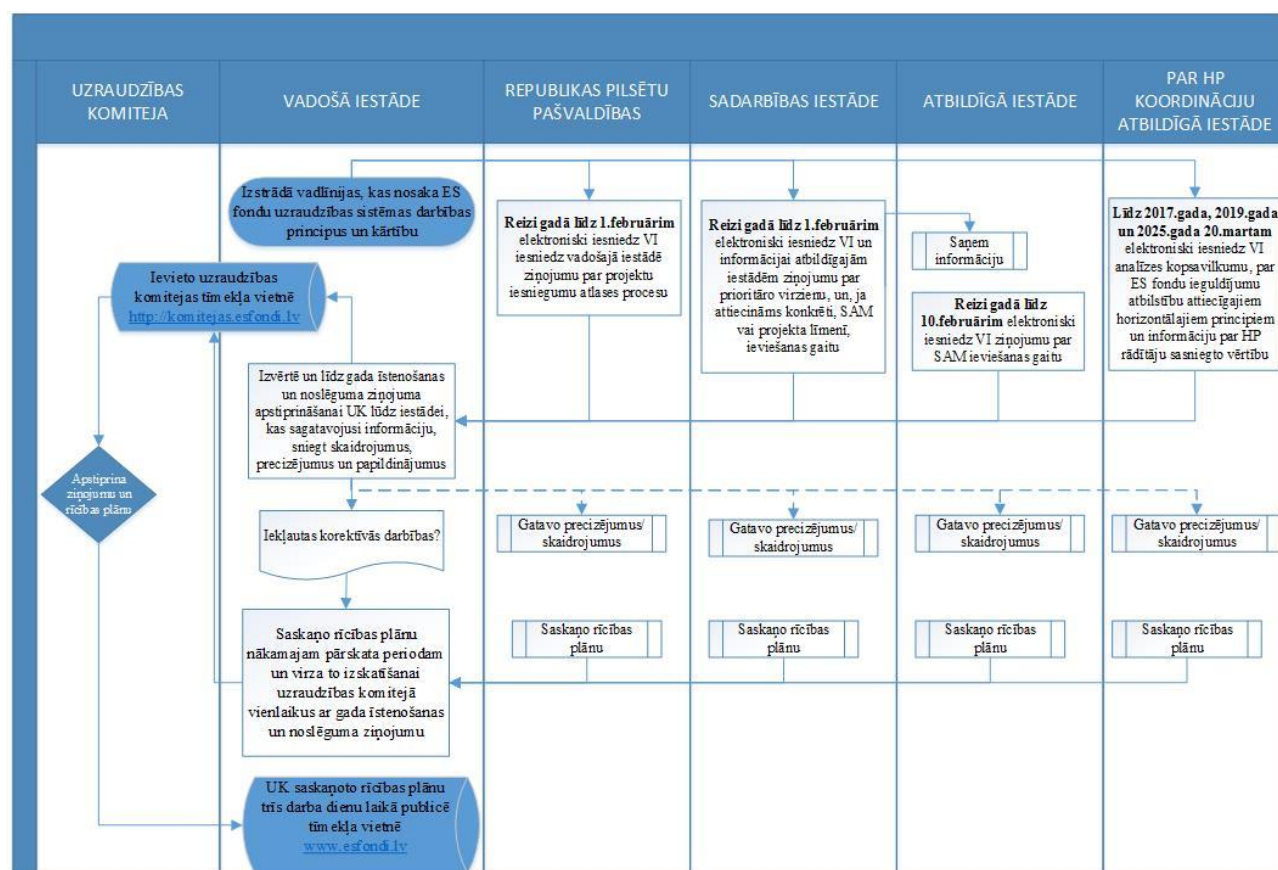 UZRAUDZĪBAS
KOMITEJA
VADOŠĀ IESTĀDE
REPUBLIKAS PILSĒTU
PAŠVALDĪBAS
SADARBĪBAS IESTĀDE
ATBILDĪGĀ IESTĀDE
PAR HP
KOORDINĀCIJU
ATBILDĪGĀ IESTĀDE
Izstrādā vadlīnijas, kas nosaka ES
fondu uzraudzības sistēmas darbības
principus un kārtību
Reizi gadā līdz 1.februārim
elektroniski iesniedz VI
iesniedz vadošajā iestādē
ziņojumu par projektu
iesniegumu atlases procesu
Reizi gadā līdz 1.februārim
elektroniski iesniedz VI un
informācijai atbildīgajām
iestādēm ziņojumu par
prioritāro virzienu, un, ja
attiecināms konkrēti, SAM
vai projekta līmenī,
ieviešanas gaitu
Saņem
informāciju
Reizi gadā līdz
10.februārim elektroniski
iesniedz VI ziņojumu par
SAM ieviešanas gaitu
Līdz 2017.gada, 2019.gada
un 2025.gada 20.martam
elektroniski iesniedz VI
analīzes kopsavilkumu, par
ES fondu ieguldījumu
atbilstību attiecīgajiem
horizontālajiem principiem
un informāciju par HP
rādītāju sasniegto vērtību
Ievieto uzraudzības
komitejas tīmekļa vietnē
http://komitejas.esfondi.lv
Izvērtē un līdz gada īstenošanas
un noslēguma ziņojuma
apstiprināšanai UK lūdz iestādei,
kas sagatavojusi informāciju,
sniegt skaidrojumus,
precizējumus un papildinājumus
Apstiprina
ziņojumu un
rīcības plānu
Iekļautas korektīvās darbības?
Gatavo precizējumus/
skaidrojumus
Gatavo precizējumus/
skaidrojumus
Gatavo precizējumus/
skaidrojumus
Gatavo precizējumus/
skaidrojumus
Saskaņo rīcības plānu
nākamajam pārskata periodam
un virza to izskatīšanai
uzraudzības komitejā
vienlaikus ar gada īstenošanas
un noslēguma ziņojumu
Saskaņo rīcības
plānu
Saskaņo rīcības
plānu
Saskaņo rīcības
plānu
Saskaņo rīcības
plānu
UK saskaņoto rīcības plānu
trīs darba dienu laikā publicē
tīmekļa vietnē
www.esfondi.lv